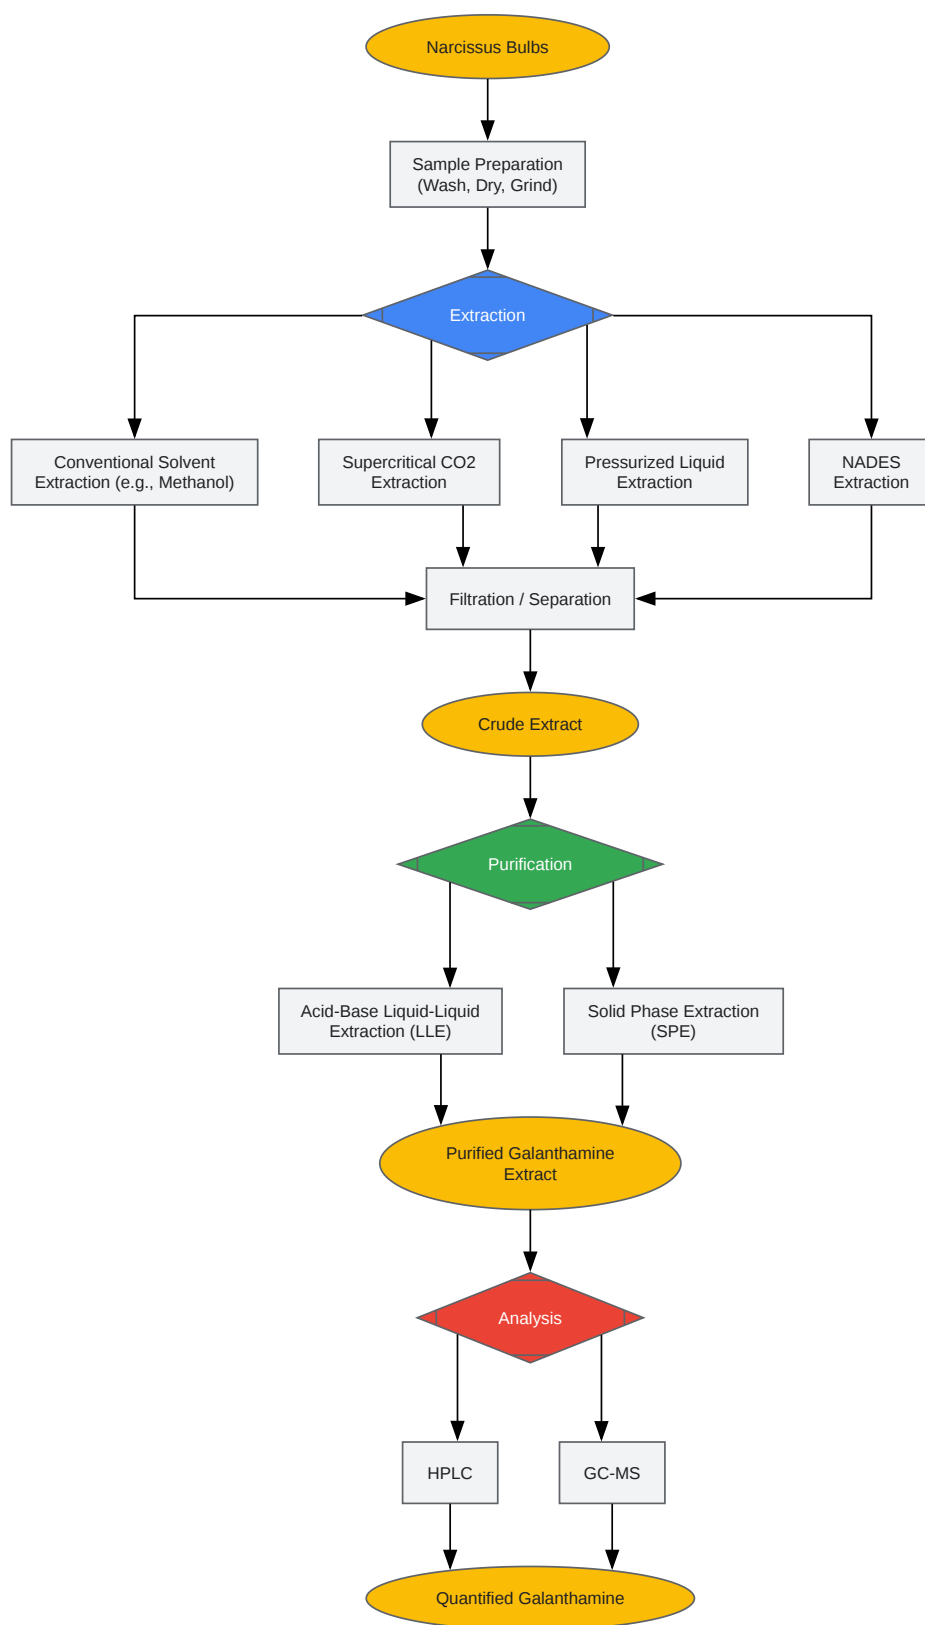 Narcissus Bulbs
Sample Preparation
(Wash, Dry, Grind)
Extraction
Conventional Solvent
Extraction (e.g., Methanol)
Supercritical CO2
Extraction
Pressurized Liquid
Extraction
NADES
Extraction
Filtration / Separation
Crude Extract
Purification
Acid-Base Liquid-Liquid
Extraction (LLE)
Solid Phase Extraction
(SPE)
Purified Galanthamine
Extract
Analysis
HPLC
GC-MS
Quantified Galanthamine